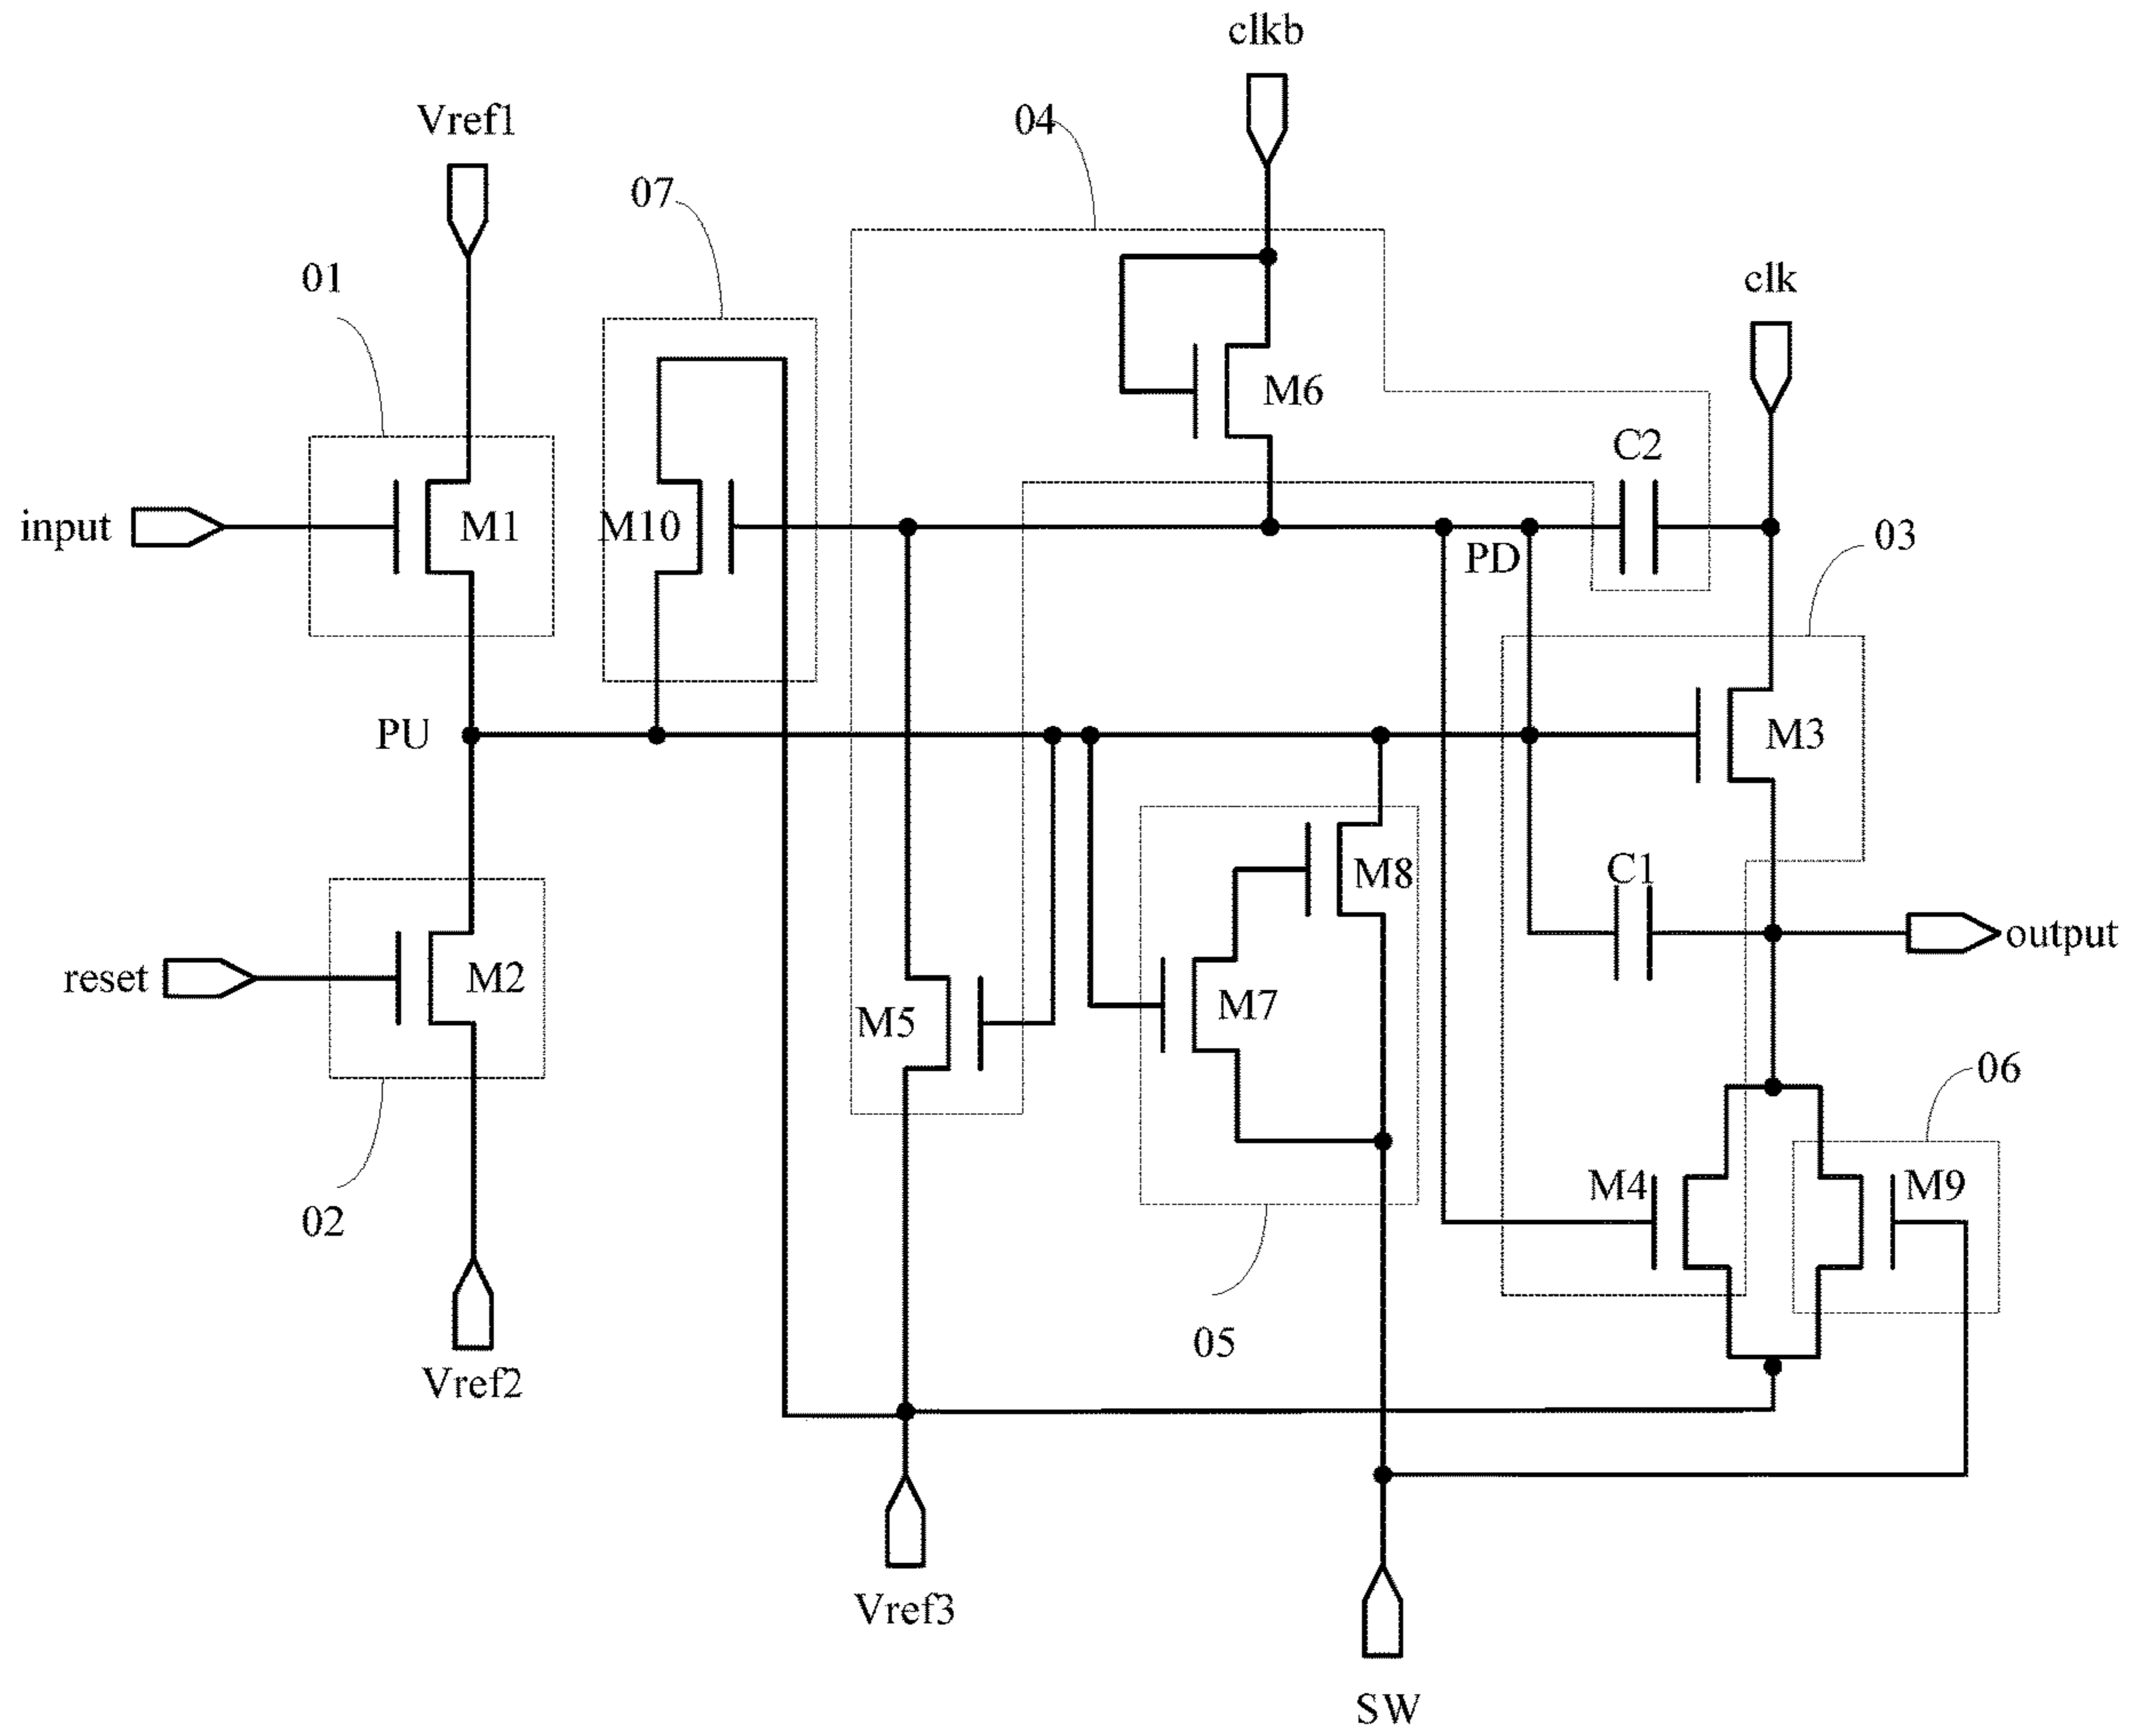 clkb
Vref1
04
07
clk
01
M6
C2
input
M1
M10
PD
03
PU
M3
M8
C1
output
reset
M2
M7
M5
06
M4
M9
02
05
Vref2
Vref3
SW